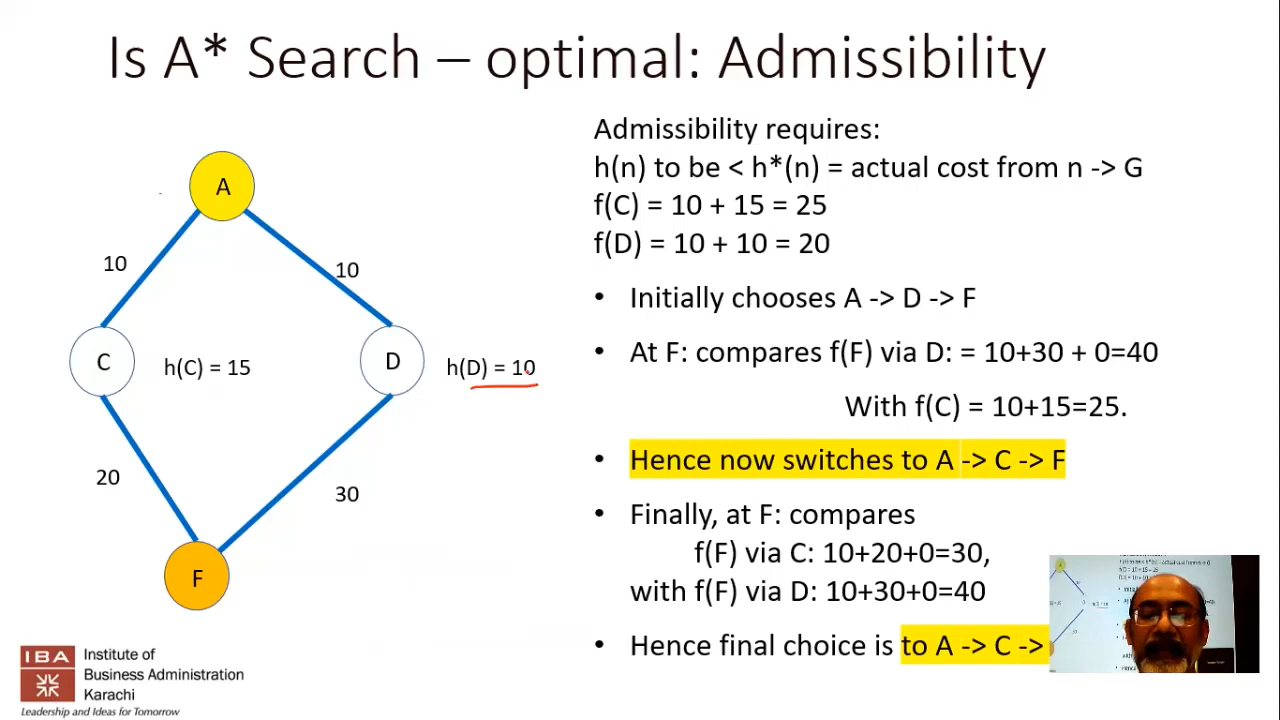 Is A* Search – optimal: Admissibility
A
10
10
C
h(C) = 15
D
h(D) = 10
20
30
F
Admissibility requires:
h(n) to be < h*(n) = actual cost from n -> G
f(C) = 10 + 15 = 25
f(D) = 10 + 10 = 20
• Initially chooses A -> D -> F
• At F: compares f(F) via D: = 10+30 + 0=40
With f(C) = 10+15=25.
• Hence now switches to A -> C -> F
• Finally, at F: compares
f(F) via C: 10+20+0=30,
with f(F) via D: 10+30+0=40
• Hence final choice is to A -> C ->
IBA
Institute of
Business Administration
Karachi
Leadership and Ideas for Tomorrow